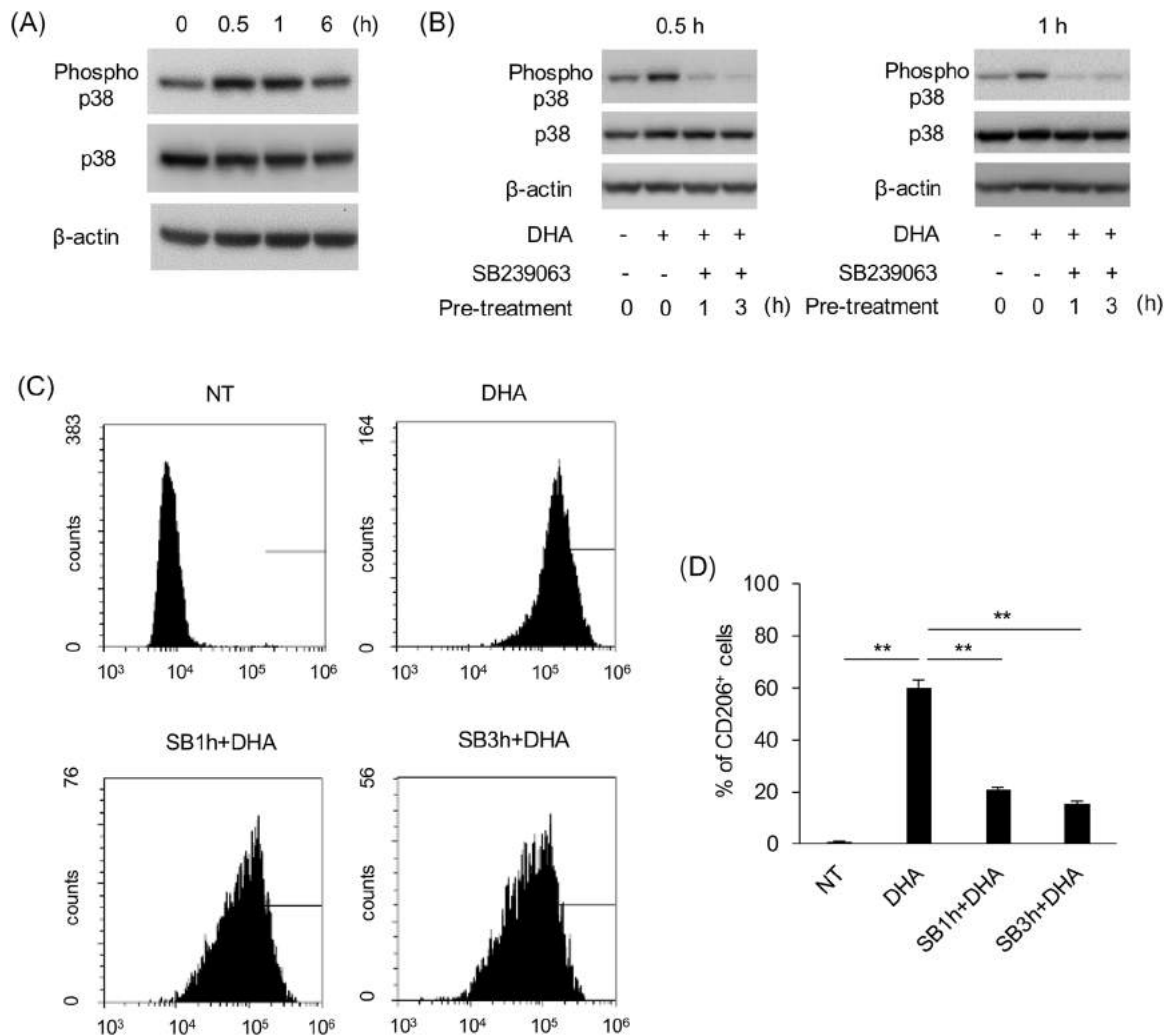 (A)
0 0.5 1 6 (h)
Phospho
p38
p38
β-actin
(B)
0.5 h
Phospho
p38
p38
β-actin
DHA - + + +
SB239063 - - + +
Pre-treatment 0 0 1 3 (h)
1 h
Phospho
p38
p38
β-actin
DHA - + + +
SB239063 - - + +
Pre-treatment 0 0 1 3 (h)
(C)
NT
383
counts
0
10³ 10⁴ 10⁵ 10⁶
DHA
164
counts
0
10³ 10⁴ 10⁵ 10⁶
SB1h+DHA
76
counts
0
10³ 10⁴ 10⁵ 10⁶
SB3h+DHA
56
counts
0
10³ 10⁴ 10⁵ 10⁶
(D)
% of CD206⁺ cells
100
80
60
40
20
0
**
** **
NT
DHA
SB1h+DHA
SB3h+DHA